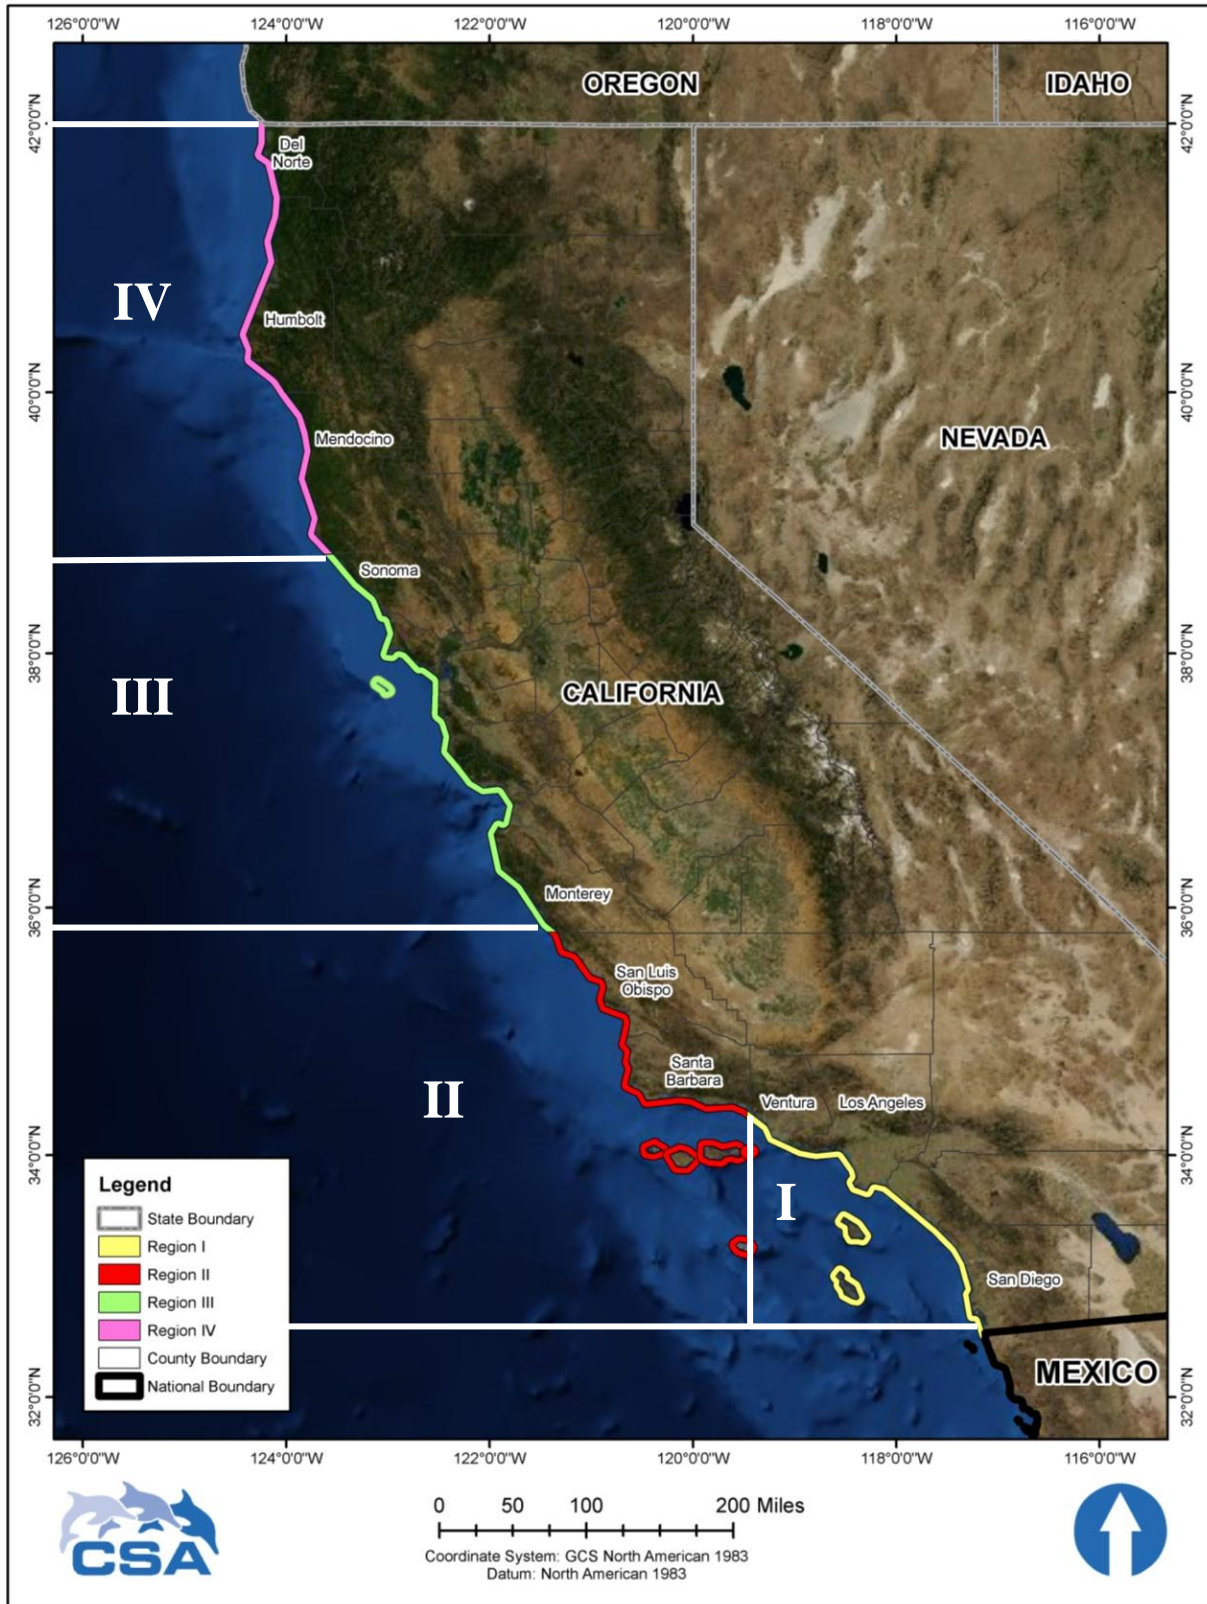 126°0'0"W 124°0'0"W 122°0'0"W 120°0'0"W 118°0'0"W 116°0'0"W
OREGON
IDAHO
42°0'0"N
42°0'0"N
Del
Norte
IV
Humbolt
40°0'0"N
40°0'0"N
Mendocino
NEVADA
Sonoma
38°0'0"N
38°0'0"N
III
CALIFORNIA
Monterey
36°0'0"N
36°0'0"N
San Luis
Obispo
Santa
Barbara
II
Ventura
Los Angeles
34°0'0"N
34°0'0"N
I
San Diego
Legend
State Boundary
Region I
Region II
Region III
Region IV
County Boundary
National Boundary
MEXICO
32°0'0"N
32°0'0"N
126°0'0"W 124°0'0"W 122°0'0"W 120°0'0"W 118°0'0"W 116°0'0"W
CSA
0 50 100 200 Miles
Coordinate System: GCS North American 1983
Datum: North American 1983